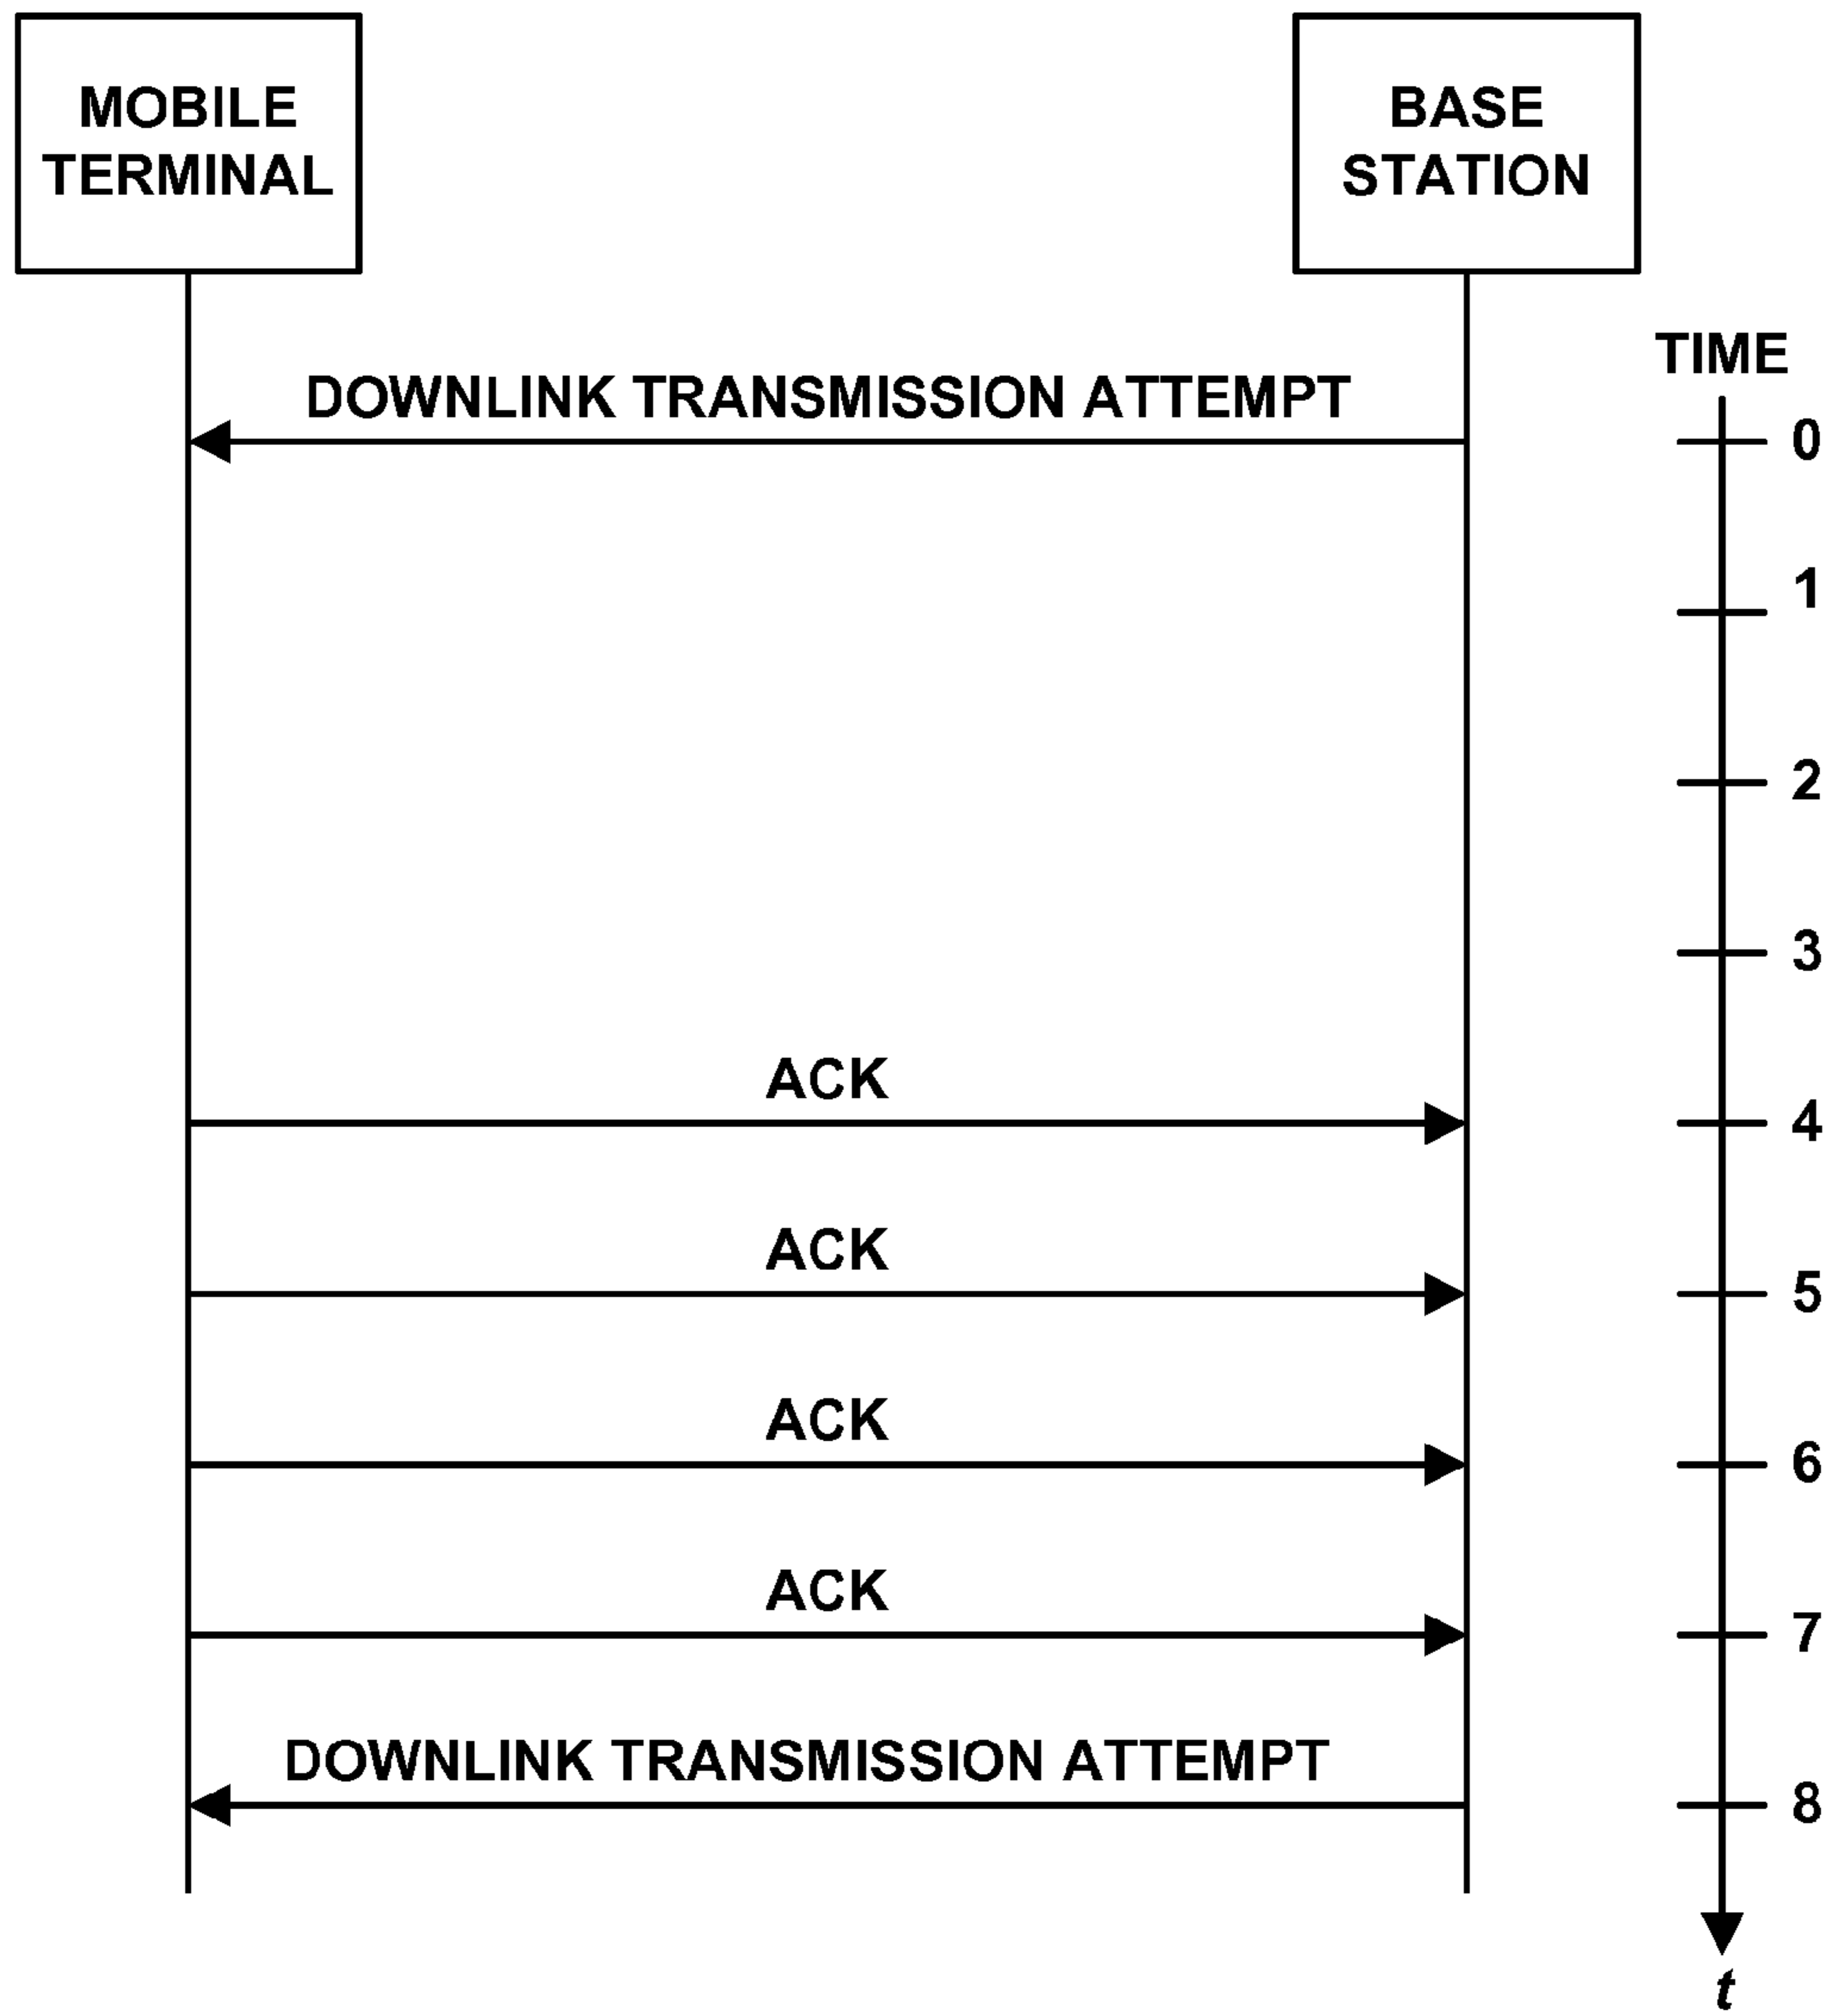 MOBILE
TERMINAL
BASE
STATION
TIME
DOWNLINK TRANSMISSION ATTEMPT
0
1
2
3
ACK
4
ACK
5
ACK
6
ACK
7
DOWNLINK TRANSMISSION ATTEMPT
8
t